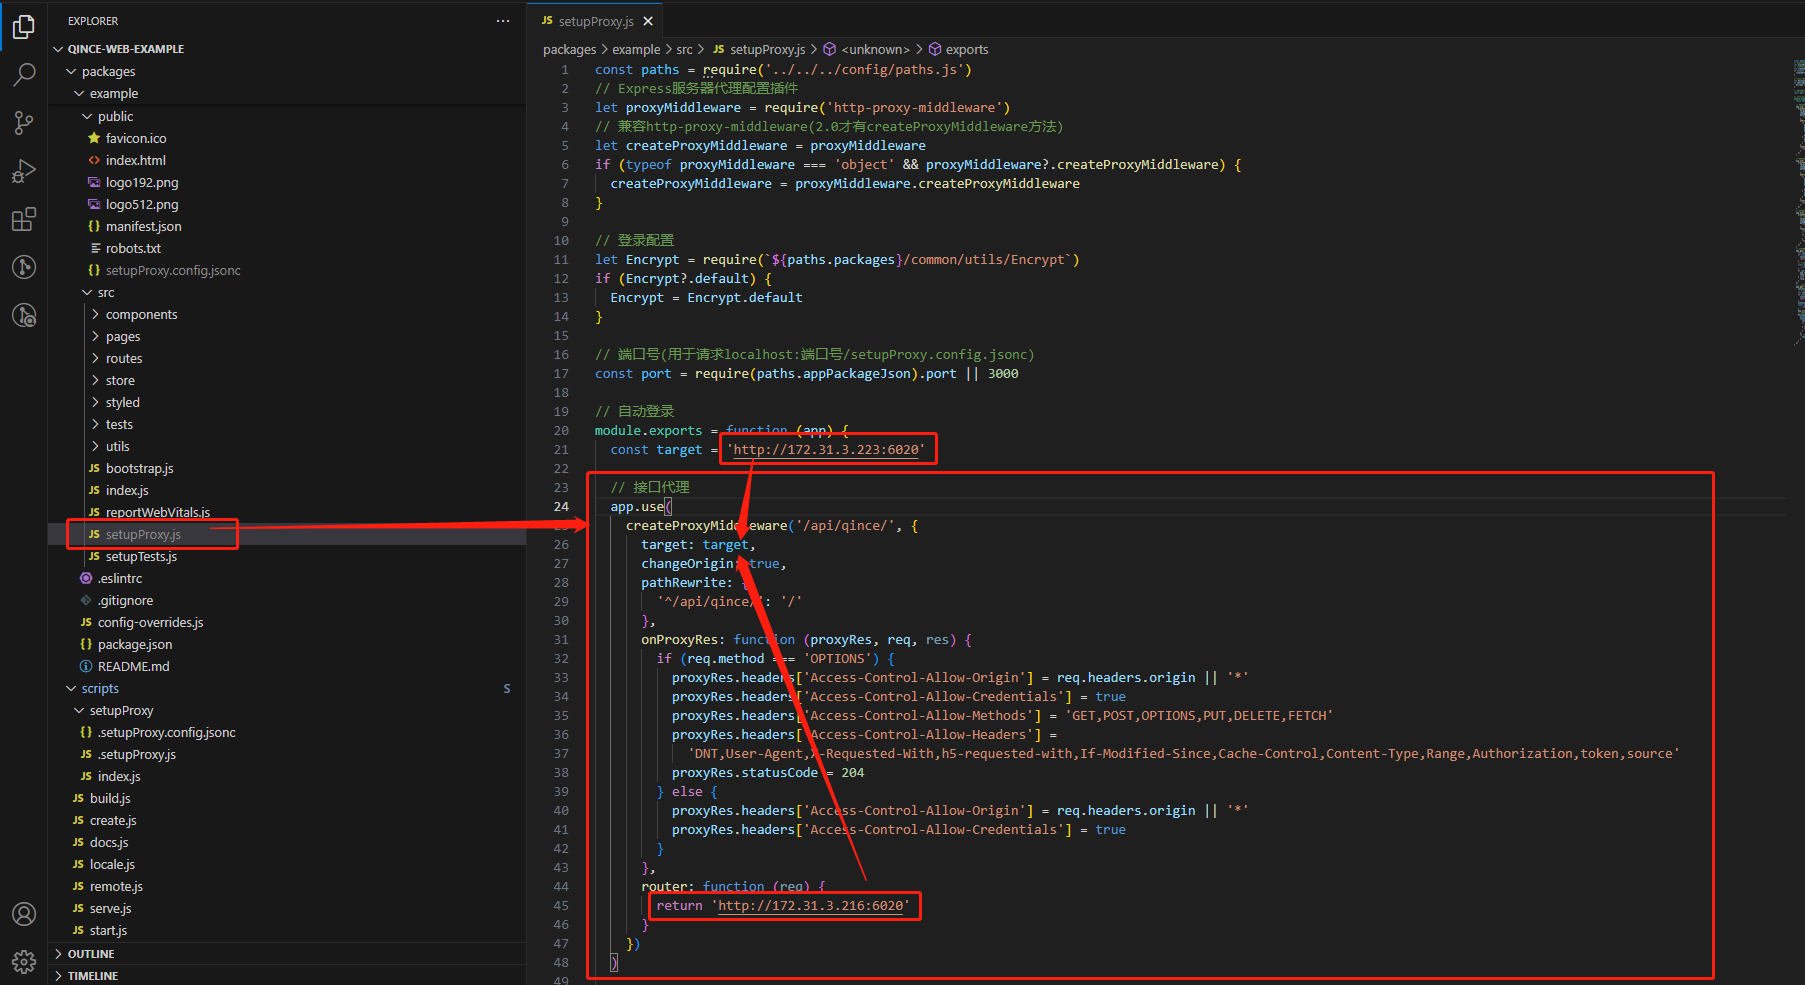 EXPLORER
QINCE-WEB-EXAMPLE
packages
example
public
favicon.ico
index.html
logo192.png
logo512.png
manifest.json
robots.txt
setupProxy.config.jsonc
src
components
pages
routes
store
styled
tests
utils
JS bootstrap.js
JS index.js
JS reportWebVitals.js
JS setupProxy.js
JS setupTests.js
.eslintrc
.gitignore
JS config-overrides.js
package.json
README.md
scripts S
setupProxy
.setupProxy.config.jsonc
JS .setupProxy.js
JS index.js
JS build.js
JS create.js
JS docs.js
JS locale.js
JS remote.js
JS serve.js
JS start.js
OUTLINE
TIMELINE
JS setupProxy.js
packages > example > src > JS setupProxy.js > <unknown> > exports
1 const paths = require('../../../config/paths.js')
2 // Express服务器代理配置插件
3 let proxyMiddleware = require('http-proxy-middleware')
4 // 兼容http-proxy-middleware(2.0才有createProxyMiddleware方法)
5 let createProxyMiddleware = proxyMiddleware
6 if (typeof proxyMiddleware === 'object' && proxyMiddleware?.createProxyMiddleware) {
7 createProxyMiddleware = proxyMiddleware.createProxyMiddleware
8 }
9
10 // 登录配置
11 let Encrypt = require(`${paths.packages}/common/utils/Encrypt`)
12 if (Encrypt?.default) {
13 Encrypt = Encrypt.default
14 }
15
16 // 端口号(用于请求localhost:端口号/setupProxy.config.jsonc)
17 const port = require(paths.appPackageJson).port || 3000
18
19 // 自动登录
20 module.exports = function (app) {
21 const target = 'http://172.31.3.223:6020'
22
23 // 接口代理
24 app.use(
25 createProxyMiddleware('/api/qince/', {
26 target: target,
27 changeOrigin: true,
28 pathRewrite: {
29 '^/api/qince/': '/'
30 },
31 onProxyRes: function (proxyRes, req, res) {
32 if (req.method === 'OPTIONS') {
33 proxyRes.headers['Access-Control-Allow-Origin'] = req.headers.origin || '*'
34 proxyRes.headers['Access-Control-Allow-Credentials'] = true
35 proxyRes.headers['Access-Control-Allow-Methods'] = 'GET,POST,OPTIONS,PUT,DELETE,FETCH'
36 proxyRes.headers['Access-Control-Allow-Headers'] =
37 'DNT,User-Agent,X-Requested-With,h5-requested-with,If-Modified-Since,Cache-Control,Content-Type,Range,Authorization,token,source'
38 proxyRes.statusCode = 204
39 } else {
40 proxyRes.headers['Access-Control-Allow-Origin'] = req.headers.origin || '*'
41 proxyRes.headers['Access-Control-Allow-Credentials'] = true
42 }
43 },
44 router: function (req) {
45 return 'http://172.31.3.216:6020'
46 }
47 })
48 )
49